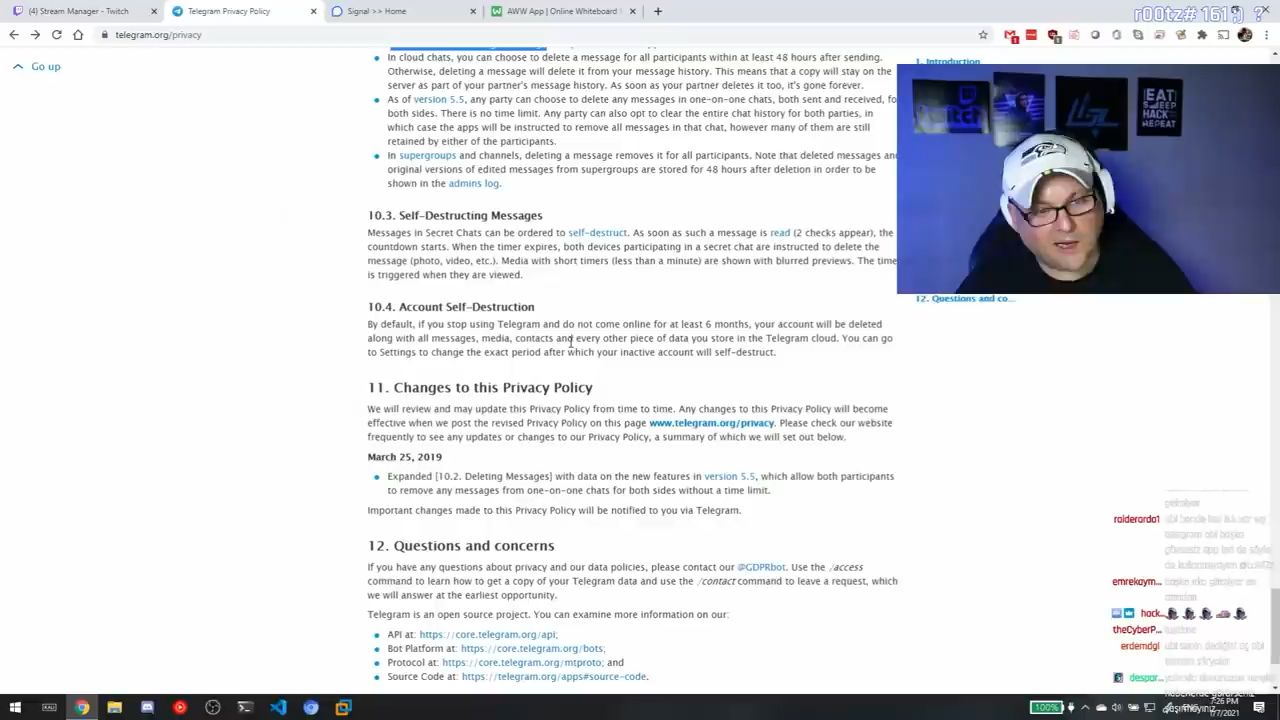 (4) Stream Manager - Twitch
Telegram Privacy Policy
Signal >> Home
AWW App | Online Whiteboard
r00tz# 161
telegram.org/privacy
Go up
In cloud chats, you can choose to delete a message for all participants within at least 48 hours after sending.
Otherwise, deleting a message will delete it from your message history. This means that a copy will stay on the
server as part of your partner's message history. As soon as your partner deletes it too, it's gone forever.
As of version 5.5, any party can choose to delete any messages in one-on-one chats, both sent and received, fo
both sides. There is no time limit. Any party can also opt to clear the entire chat history for both parties, in
which case the apps will be instructed to remove all messages in that chat, however many of them are still
retained by either of the participants.
In supergroups and channels, deleting a message removes it for all participants. Note that deleted messages an
original versions of edited messages from supergroups are stored for 48 hours after deletion in order to be
shown in the admins log.
10.3. Self-Destructing Messages
Messages in Secret Chats can be ordered to self-destruct. As soon as such a message is read (2 checks appear), the
countdown starts. When the timer expires, both devices participating in a secret chat are instructed to delete the
message (photo, video, etc.). Media with short timers (less than a minute) are shown with blurred previews. The time
is triggered when they are viewed.
10.4. Account Self-Destruction
By default, if you stop using Telegram and do not come online for at least 6 months, your account will be deleted
along with all messages, media, contacts and every other piece of data you store in the Telegram cloud. You can go
to Settings to change the exact period after which your inactive account will self-destruct.
11. Changes to this Privacy Policy
We will review and may update this Privacy Policy from time to time. Any changes to this Privacy Policy will become
effective when we post the revised Privacy Policy on this page www.telegram.org/privacy. Please check our website
frequently to see any updates or changes to our Privacy Policy, a summary of which we will set out below.
March 25, 2019
Expanded [10.2. Deleting Messages] with data on the new features in version 5.5, which allow both participants
to remove any messages from one-on-one chats for both sides without a time limit.
Important changes made to this Privacy Policy will be notified to you via Telegram.
12. Questions and concerns
If you have any questions about privacy and our data policies, please contact our @GDPRbot. Use the /access
command to learn how to get a copy of your Telegram data and use the /contact command to leave a request, which
we will answer at the earliest opportunity.
Telegram is an open source project. You can examine more information on our:
API at: https://core.telegram.org/api;
Bot Platform at: https://core.telegram.org/bots;
Protocol at: https://core.telegram.org/mtproto; and
Source Code at: https://telegram.org/apps#source-code.
1. Introduction
EAT
SLEEP
HACK
REPEAT
12. Questions and co...
raiderarda1
emrekaym...
hack
theCyberP...
erdemdgl
despar...
100%
ENG
7:26 PM